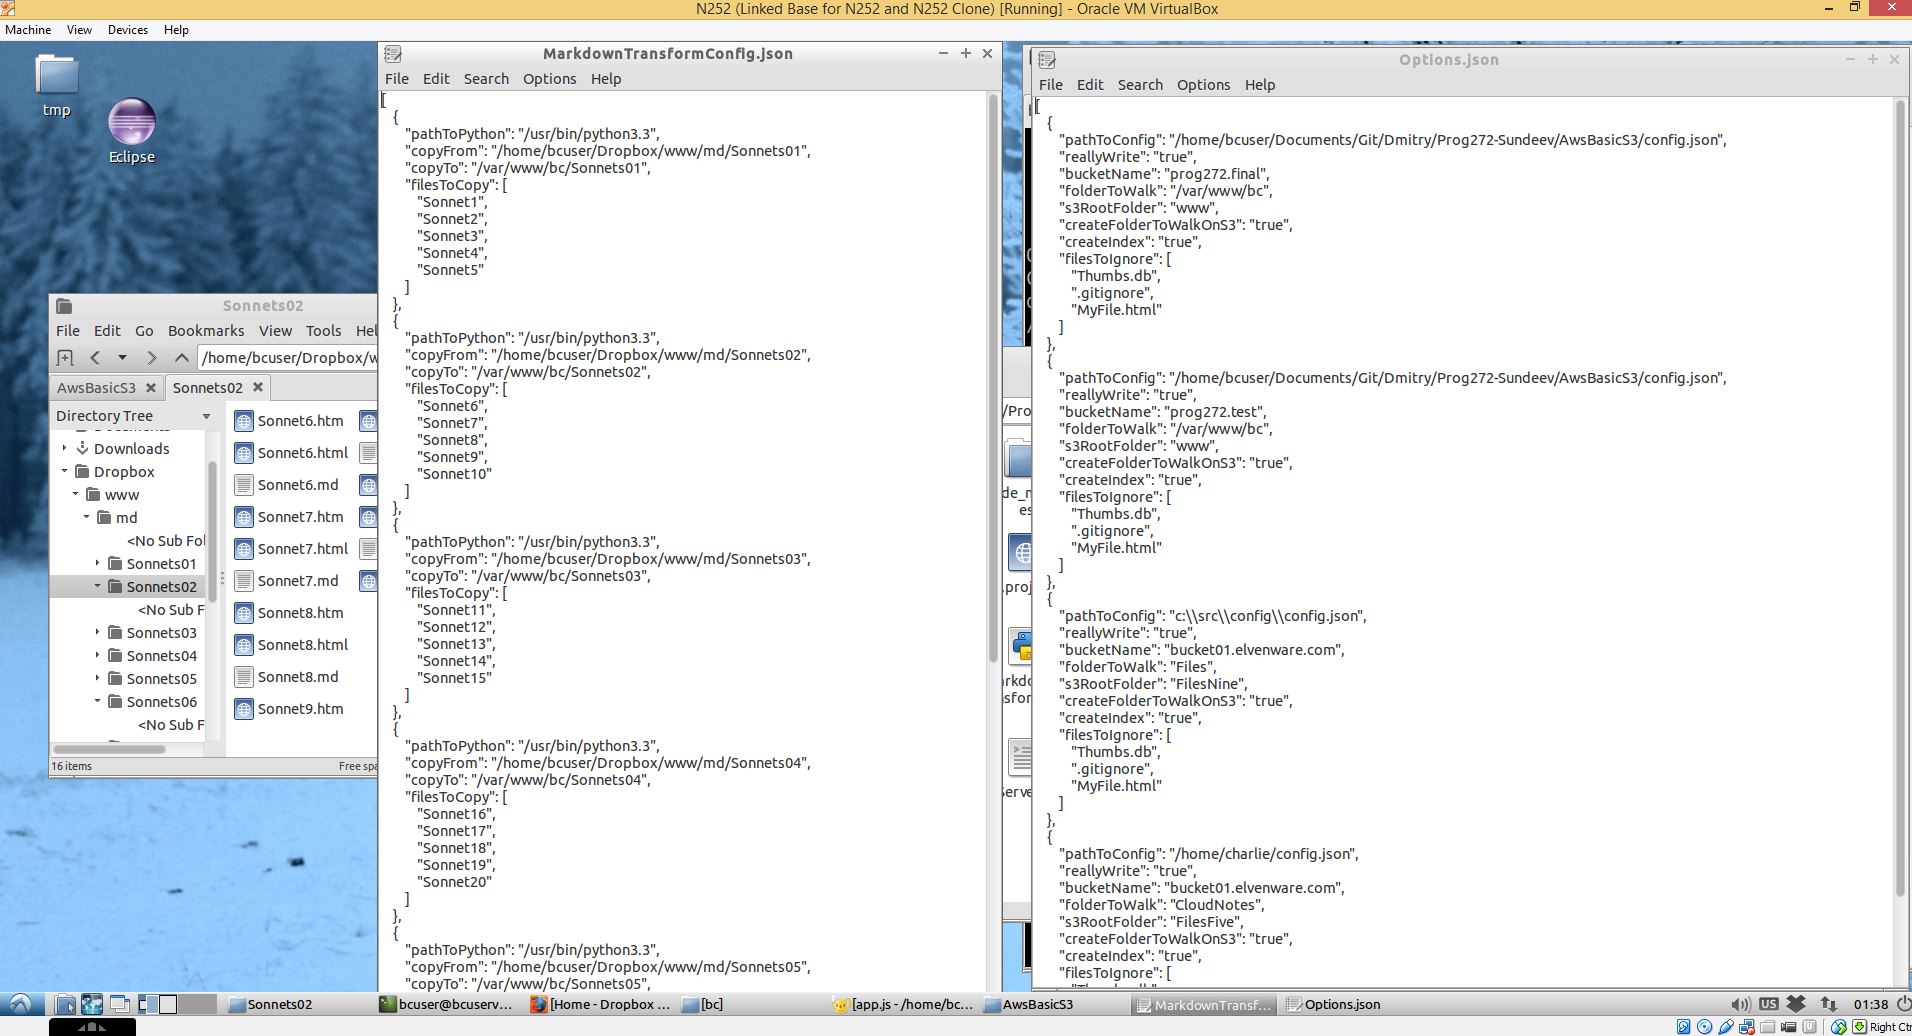 N252 (Linked Base for N252 and N252 Clone) [Running] - Oracle VM VirtualBox
Machine View Devices Help
tmp
Eclipse
MarkdownTransformConfig.json
File Edit Search Options Help
[
{
"pathToPython": "/usr/bin/python3.3",
"copyFrom": "/home/bcuser/Dropbox/www/md/Sonnets01",
"copyTo": "/var/www/bc/Sonnets01",
"filesToCopy": [
"Sonnet1",
"Sonnet2",
"Sonnet3",
"Sonnet4",
"Sonnet5"
]
},
{
"pathToPython": "/usr/bin/python3.3",
"copyFrom": "/home/bcuser/Dropbox/www/md/Sonnets02",
"copyTo": "/var/www/bc/Sonnets02",
"filesToCopy": [
"Sonnet6",
"Sonnet7",
"Sonnet8",
"Sonnet9",
"Sonnet10"
]
},
{
"pathToPython": "/usr/bin/python3.3",
"copyFrom": "/home/bcuser/Dropbox/www/md/Sonnets03",
"copyTo": "/var/www/bc/Sonnets03",
"filesToCopy": [
"Sonnet11",
"Sonnet12",
"Sonnet13",
"Sonnet14",
"Sonnet15"
]
},
{
"pathToPython": "/usr/bin/python3.3",
"copyFrom": "/home/bcuser/Dropbox/www/md/Sonnets04",
"copyTo": "/var/www/bc/Sonnets04",
"filesToCopy": [
"Sonnet16",
"Sonnet17",
"Sonnet18",
"Sonnet19",
"Sonnet20"
]
},
{
"pathToPython": "/usr/bin/python3.3",
"copyFrom": "/home/bcuser/Dropbox/www/md/Sonnets05",
"copyTo": "/var/www/bc/Sonnets05",
Options.json
File Edit Search Options Help
[
{
"pathToConfig": "/home/bcuser/Documents/Git/Dmitry/Prog272-Sundeev/AwsBasicS3/config.json",
"reallyWrite": "true",
"bucketName": "prog272.final",
"folderToWalk": "/var/www/bc",
"s3RootFolder": "www",
"createFolderToWalkOnS3": "true",
"createIndex": "true",
"filesToIgnore": [
"Thumbs.db",
".gitignore",
"MyFile.html"
]
},
{
"pathToConfig": "/home/bcuser/Documents/Git/Dmitry/Prog272-Sundeev/AwsBasicS3/config.json",
"reallyWrite": "true",
"bucketName": "prog272.test",
"folderToWalk": "/var/www/bc",
"s3RootFolder": "www",
"createFolderToWalkOnS3": "true",
"createIndex": "true",
"filesToIgnore": [
"Thumbs.db",
".gitignore",
"MyFile.html"
]
},
{
"pathToConfig": "c:\\src\\config\\config.json",
"reallyWrite": "true",
"bucketName": "bucket01.elvenware.com",
"folderToWalk": "Files",
"s3RootFolder": "FilesNine",
"createFolderToWalkOnS3": "true",
"createIndex": "true",
"filesToIgnore": [
"Thumbs.db",
".gitignore",
"MyFile.html"
]
},
{
"pathToConfig": "/home/charlie/config.json",
"reallyWrite": "true",
"bucketName": "bucket01.elvenware.com",
"folderToWalk": "CloudNotes",
"s3RootFolder": "FilesFive",
"createFolderToWalkOnS3": "true",
"createIndex": "true",
"filesToIgnore": [
Sonnets02
File Edit Go Bookmarks View Tools Hel
/home/bcuser/Dropbox/w
AwsBasicS3 Sonnets02
Directory Tree
Downloads
Dropbox
www
md
<No Sub Fol
Sonnets01
Sonnets02
<No Sub F
Sonnets03
Sonnets04
Sonnets05
Sonnets06
<No Sub F
Sonnet6.htm
Sonnet6.html
Sonnet6.md
Sonnet7.htm
Sonnet7.html
Sonnet7.md
Sonnet8.htm
Sonnet8.html
Sonnet8.md
Sonnet9.htm
16 items Free spa
/Pro
de_n
es
.proj
Sonnets02 bcuser@bcuserv... [Home - Dropbox ... [bc] [app.js - /home/bc... AwsBasicS3 MarkdownTransf... Options.json US 01:38
Right Ctrl